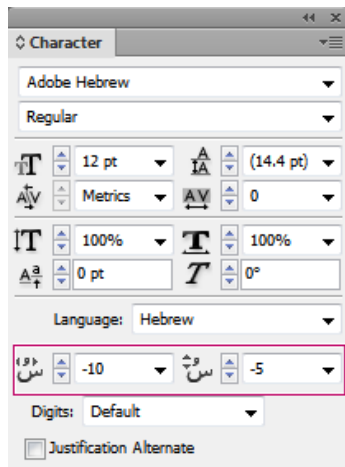 Character
Adobe Hebrew
Regular
12 pt (14.4 pt)
Metrics 0
100% 100%
0 pt 0°
Language: Hebrew
-10 -5
Digits: Default
Justification Alternate